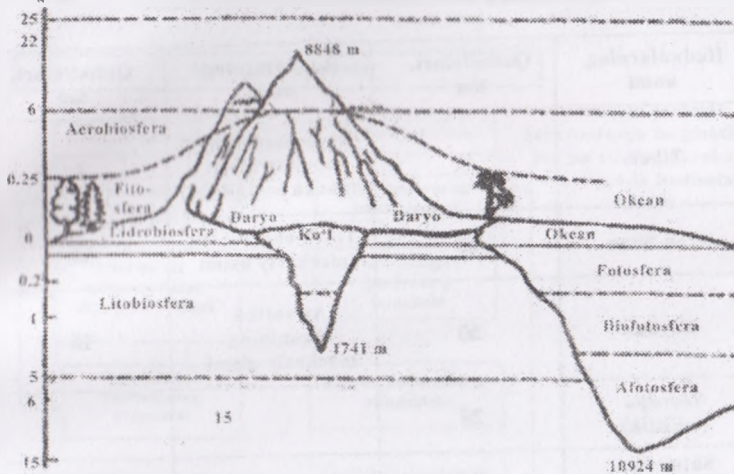 25
22
8848 m
6
Aerobiosfera
0.25
Fito-
sfera
Okean
Daryo
Daryo
Lidrobiosfera
Ko'l
Okean
0
Fotosfera
0.2
Litobiosfera
1
Biofotosfera
1741 m
5
Afotosfera
6
15
15
10924 m